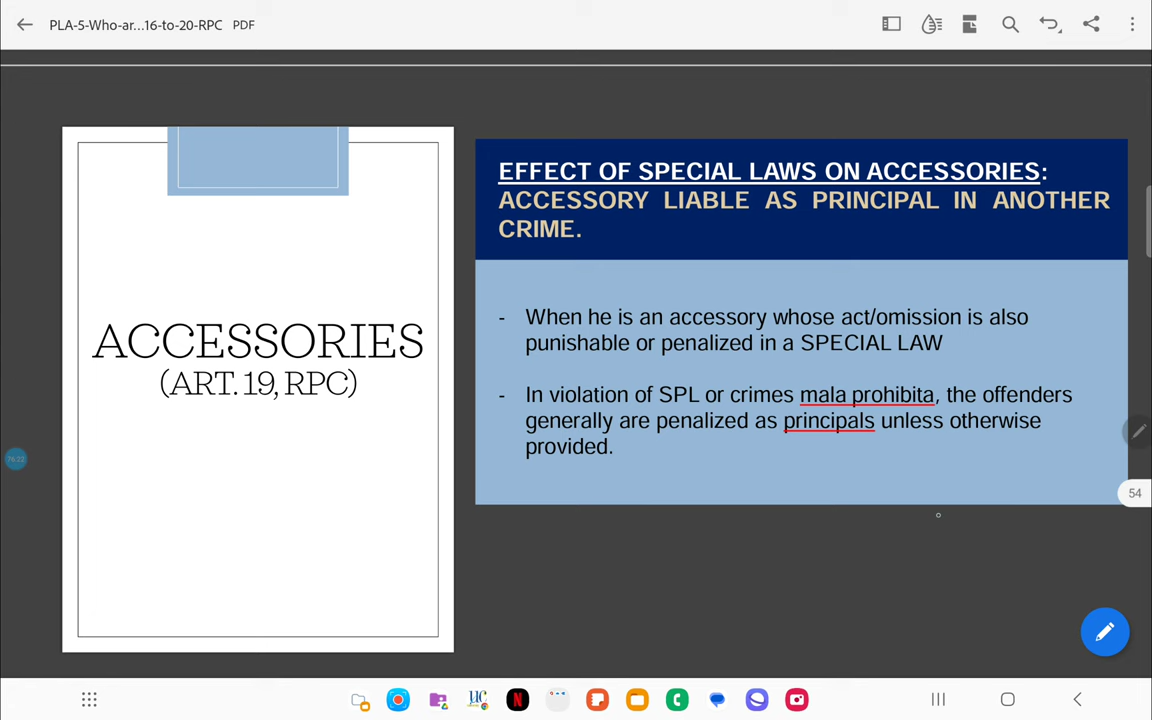 PLA-5-Who-ar...16-to-20-RPC PDF
ACCESSORIES
(ART. 19, RPC)
EFFECT OF SPECIAL LAWS ON ACCESSORIES:
ACCESSORY LIABLE AS PRINCIPAL IN ANOTHER
CRIME.
- When he is an accessory whose act/omission is also
punishable or penalized in a SPECIAL LAW
- In violation of SPL or crimes mala prohibita, the offenders
generally are penalized as principals unless otherwise
provided.
76:22
54
UC
N